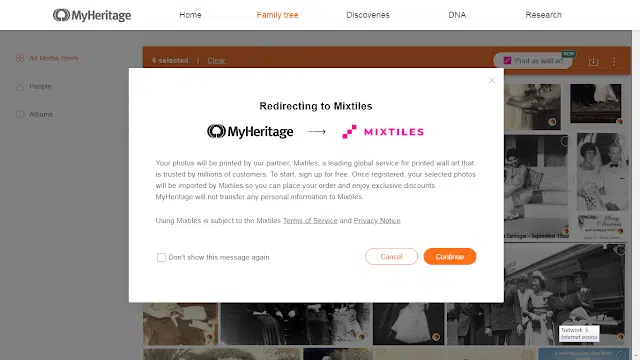 MyHeritage
Home
Family tree
Discoveries
DNA
Research
All Media Items
People
Albums
6 selected
Clear
Print as wall art
NEW
Redirecting to Mixtiles
MyHeritage
MIXTILES
Your photos will be printed by our partner, Mixtiles, a leading global service for printed wall art that
is trusted by millions of customers. To start, sign up for free. Once registered, your selected photos
will be imported by Mixtiles so you can place your order and enjoy exclusive discounts.
MyHeritage will not transfer any personal information to Mixtiles.
Using Mixtiles is subject to the Mixtiles Terms of Service and Privacy Notice
Don't show this message again
Cancel
Continue
September 1920
Network 5
Internet access